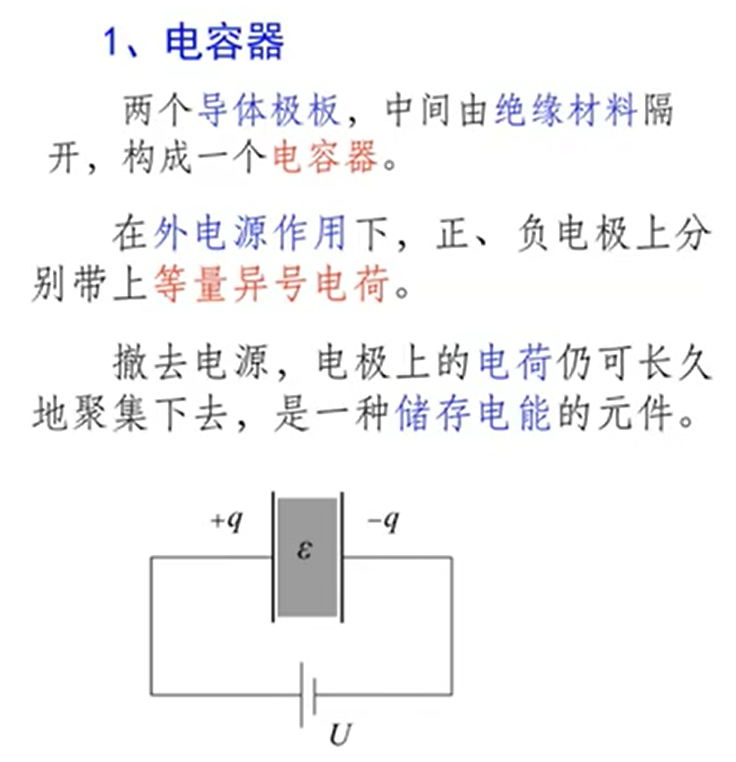 1、电容器
两个导体极板，中间由绝缘材料隔
开，构成一个电容器。
在外电源作用下，正、负电极上分
别带上等量异号电荷。
撤去电源，电极上的电荷仍可长久
地聚集下去，是一种储存电能的元件。
+q
ε
−q
U